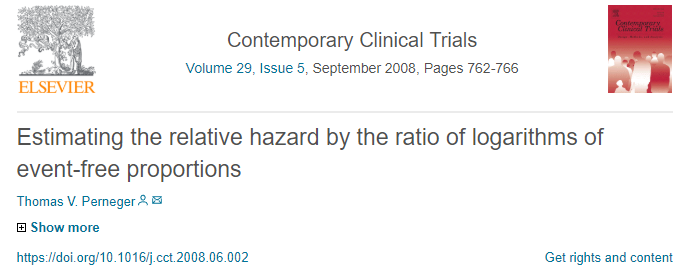 ELSEVIER
Contemporary Clinical Trials
Volume 29, Issue 5, September 2008, Pages 762-766
Contemporary
Clinical Trials
Estimating the relative hazard by the ratio of logarithms of
event-free proportions
Thomas V. Perneger
Show more
https://doi.org/10.1016/j.cct.2008.06.002
Get rights and content